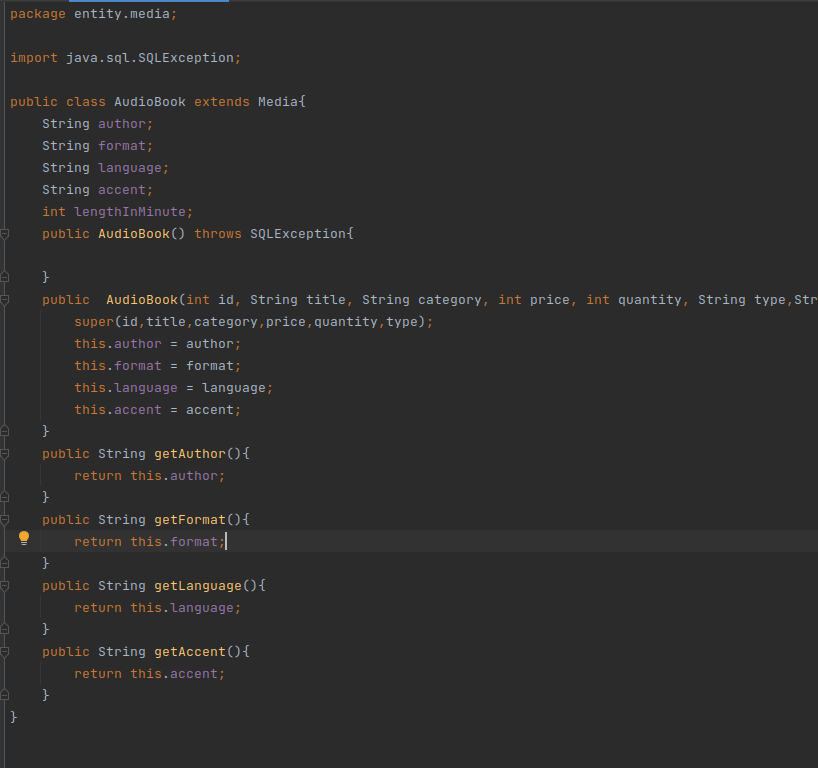 package entity.media;
import java.sql.SQLException;
public class AudioBook extends Media{
String author;
String format;
String language;
String accent;
int lengthInMinute;
public AudioBook() throws SQLException{
}
public  AudioBook(int id, String title, String category, int price, int quantity, String type,Str
super(id,title,category,price,quantity,type);
this.author = author;
this.format = format;
this.language = language;
this.accent = accent;
}
public String getAuthor(){
return this.author;
}
public String getFormat(){
return this.format;
}
public String getLanguage(){
return this.language;
}
public String getAccent(){
return this.accent;
}
}